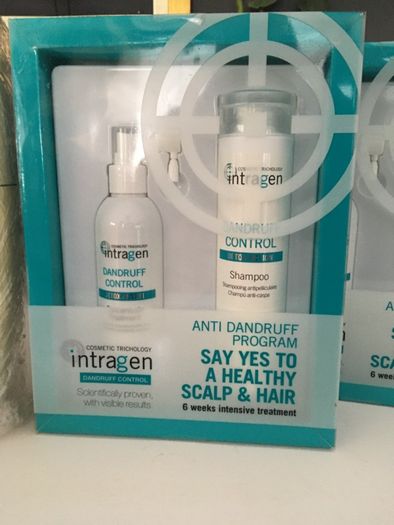 COSMETIC TRICHOLOGY
intragen
DANDRUFF
CONTROL
COSMETIC TRICHOLOGY
intragen
DANDRUFF
CONTROL
Shampoo
Shampooing antipelliculaire
Champú anti-caspa
ANTI DANDRUFF
PROGRAM
SAY YES TO
A HEALTHY
SCALP & HAIR
6 weeks intensive treatment
COSMETIC TRICHOLOGY
intragen
DANDRUFF CONTROL
Scientifically proven,
with visible results
A
SCA
6 wee